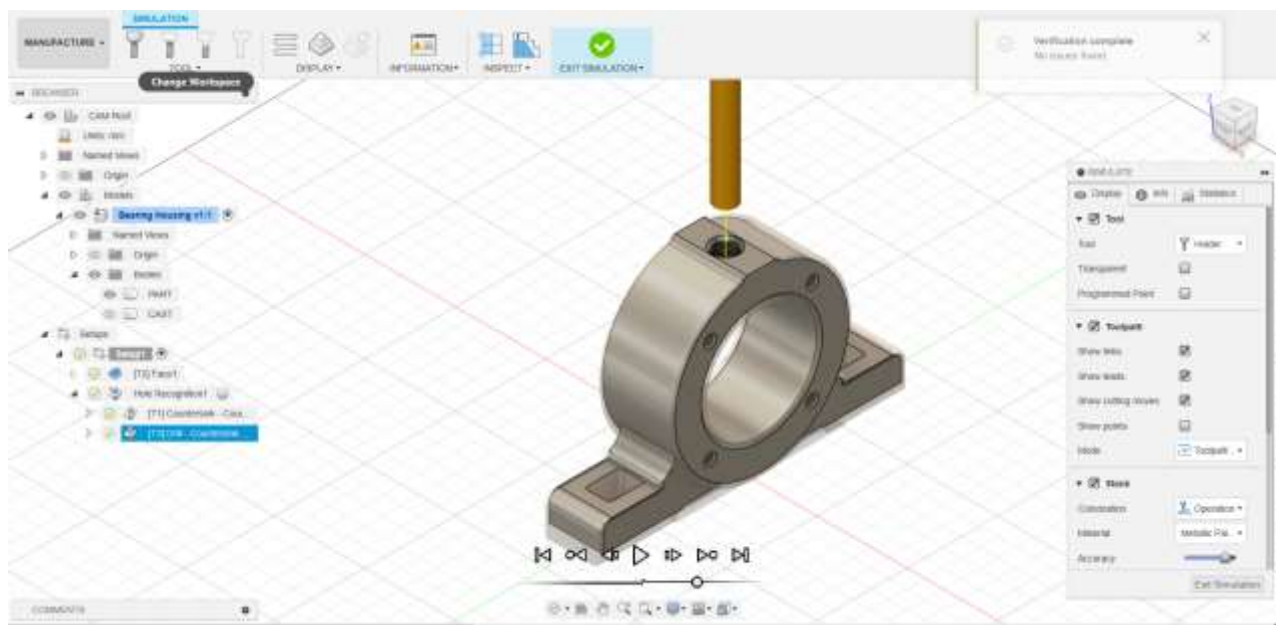 SIMULATION
MANUFACTURE
TOOL
DISPLAY
INFORMATION
INSPECT
EXIT SIMULATION
Change Workspace
Verification complete
No issues found
BROWSER
CAM Root
Units: mm
Named Views
Origin
Models
Bearing Housing v1:1
Named Views
Origin
Bodies
PART
CAST
Setups
Setup1
Face1
Hole Recognition1
[T1] Countersink - Cou...
Drill - Countersink
SIMULATE
Display
Info
Statistics
Tool
Tool
Holder
Transparent
Programmed Point
Toolpath
Show links
Show leads
Show cutting moves
Show points
Mode
Toolpath
Stock
Colorization
Operation
Material
Metallic
Accuracy
Exit Simulation
COMMENTS